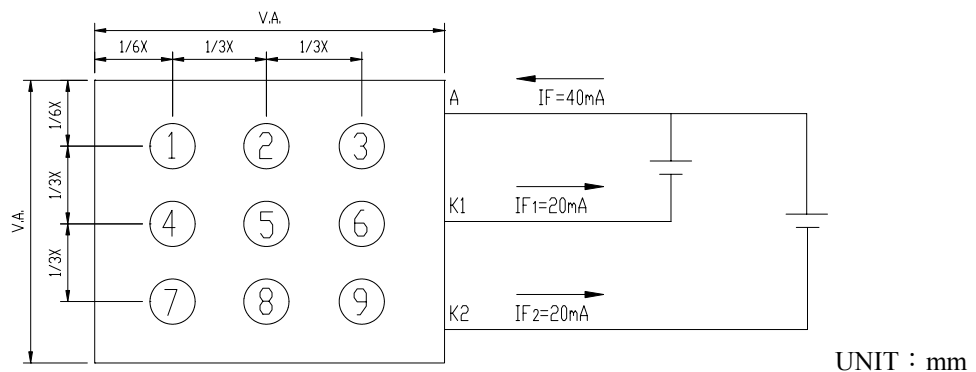 V.A.
1/6X 1/3X 1/3X
A IF=40mA
1/6X
1 2 3
1/3X
V.A.
K1 IF1=20mA
4 5 6
1/3X
7 8 9
K2 IF2=20mA
UNIT：mm